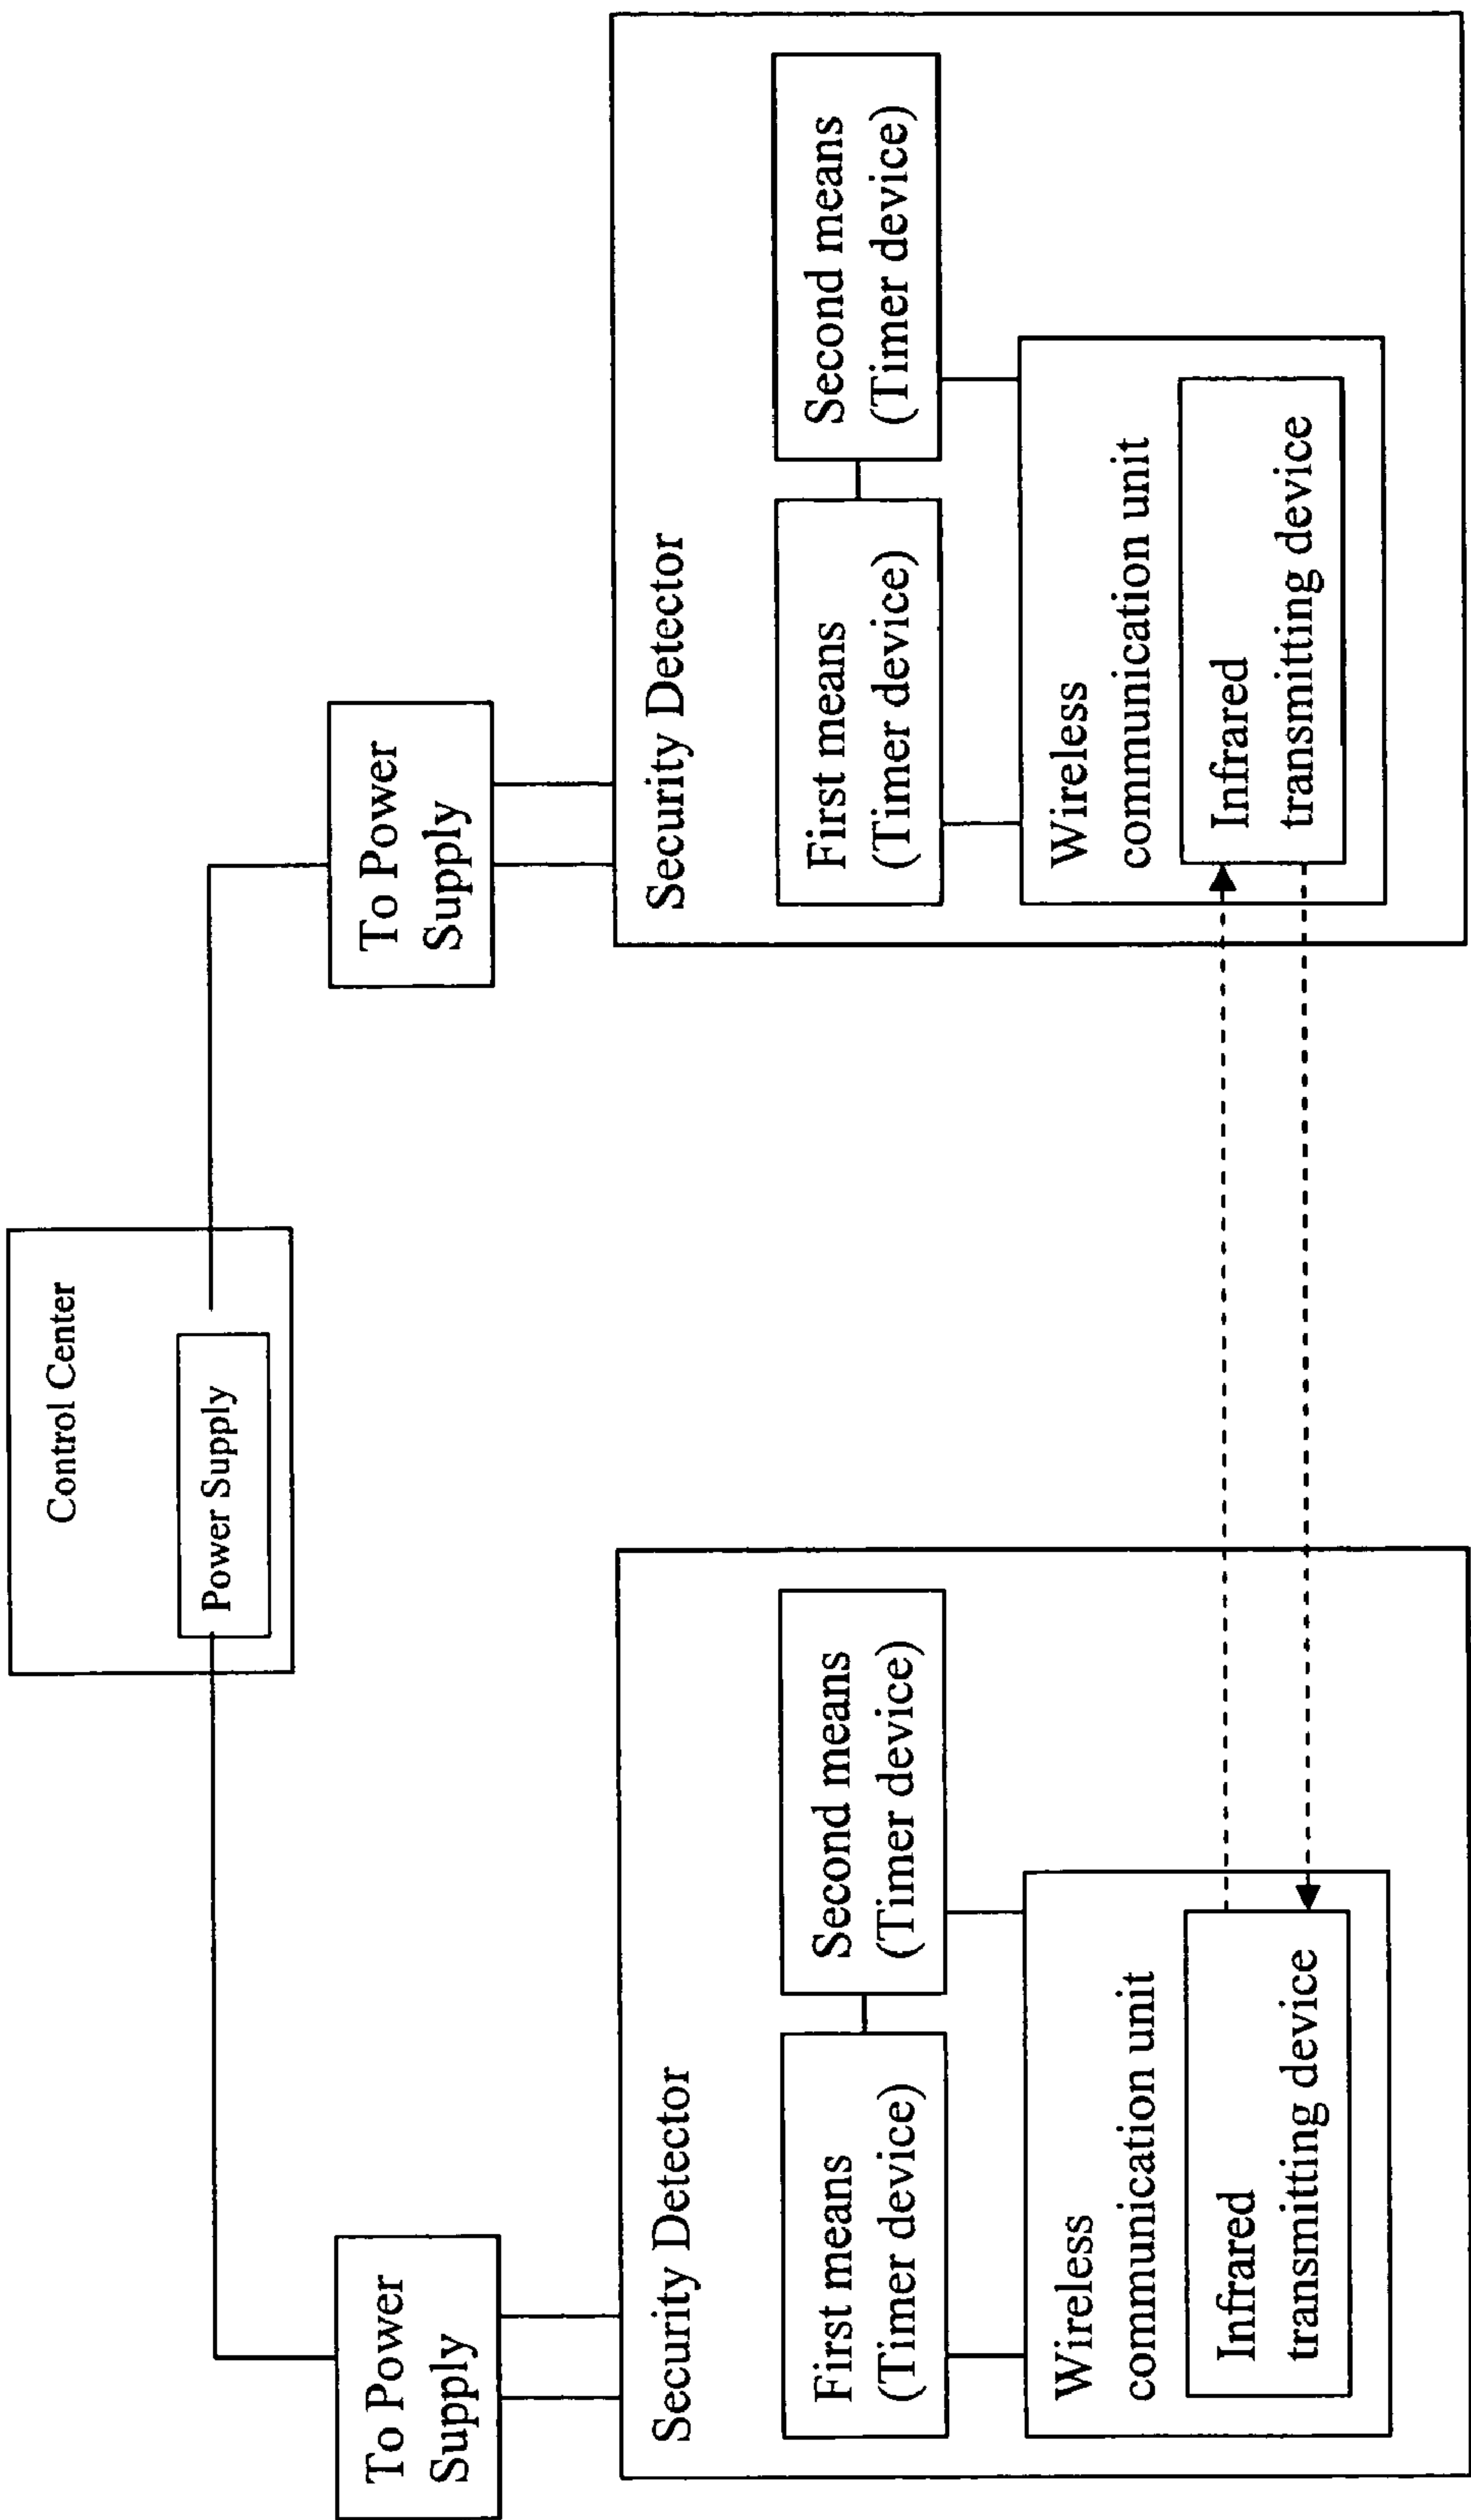 Control Center
Power Supply
To Power
Supply
To Power
Supply
Security Detector
First means
(Timer device)
Second means
(Timer device)
Wireless
communication unit
Infrared
transmitting device
Security Detector
First means
(Timer device)
Second means
(Timer device)
Wireless
communication unit
Infrared
transmitting device